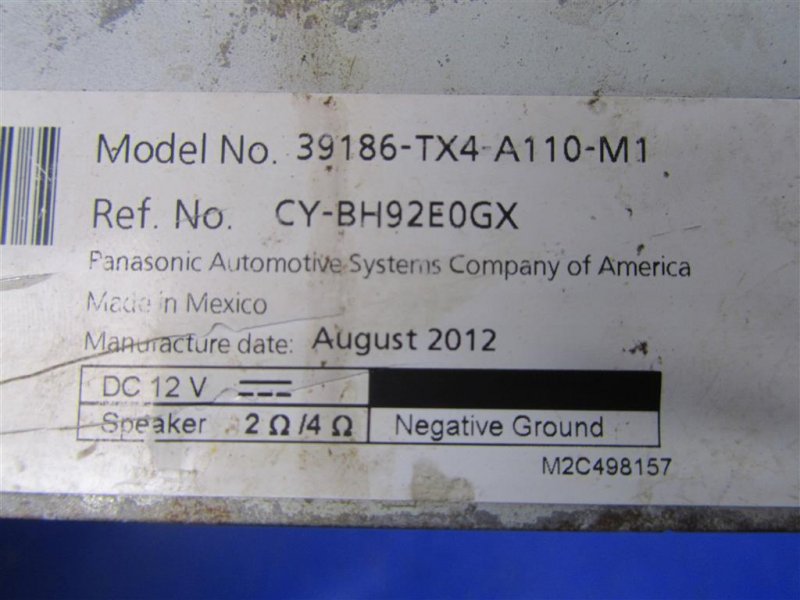 Model No. 39186-TX4-A110-M1
Ref. No. CY-BH92E0GX
Panasonic Automotive Systems Company of America
Made in Mexico
Manufacture date: August 2012
DC 12 V
Speaker 2 Ω /4 Ω Negative Ground
M2C498157